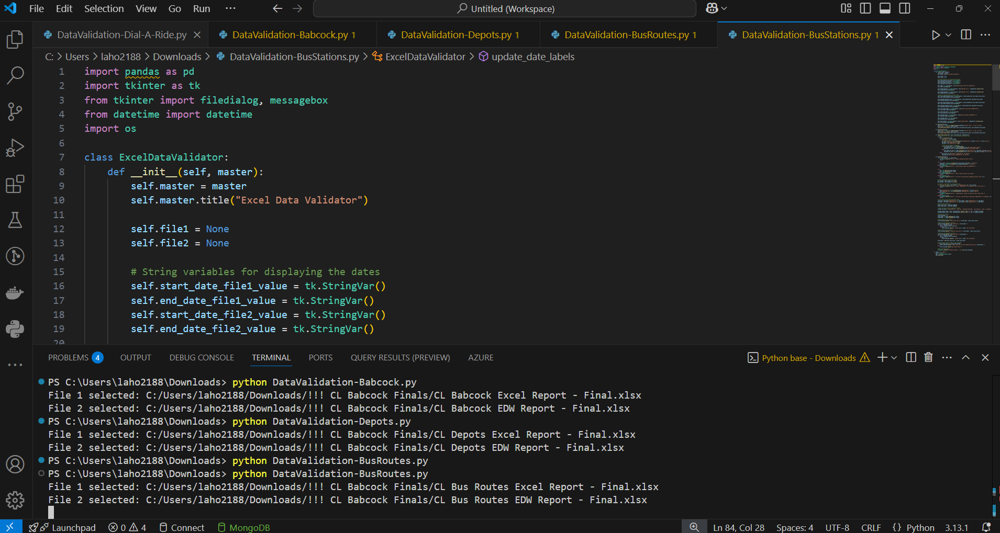 File Edit Selection View Go Run ··· Untitled (Workspace)
DataValidation-Dial-A-Ride.py DataValidation-Babcock.py 1 DataValidation-Depots.py 1 DataValidation-BusRoutes.py 1 DataValidation-BusStations.py 1
C: > Users > laho2188 > Downloads > DataValidation-BusStations.py > ExcelDataValidator > update_date_labels
1 import pandas as pd
2 import tkinter as tk
3 from tkinter import filedialog, messagebox
4 from datetime import datetime
5 import os
6
7 class ExcelDataValidator:
8 def __init__(self, master):
9 self.master = master
10 self.master.title("Excel Data Validator")
11
12 self.file1 = None
13 self.file2 = None
14
15 # String variables for displaying the dates
16 self.start_date_file1_value = tk.StringVar()
17 self.end_date_file1_value = tk.StringVar()
18 self.start_date_file2_value = tk.StringVar()
19 self.end_date_file2_value = tk.StringVar()
20
PROBLEMS 4 OUTPUT DEBUG CONSOLE TERMINAL PORTS QUERY RESULTS (PREVIEW) AZURE Python base - Downloads
PS C:\Users\laho2188\Downloads> python DataValidation-Babcock.py
File 1 selected: C:/Users/laho2188/Downloads/!!! CL Babcock Finals/CL Babcock Excel Report - Final.xlsx
File 2 selected: C:/Users/laho2188/Downloads/!!! CL Babcock Finals/CL Babcock EDW Report - Final.xlsx
PS C:\Users\laho2188\Downloads> python DataValidation-Depots.py
File 1 selected: C:/Users/laho2188/Downloads/!!! CL Babcock Finals/CL Depots Excel Report - Final.xlsx
File 2 selected: C:/Users/laho2188/Downloads/!!! CL Babcock Finals/CL Depots EDW Report - Final.xlsx
PS C:\Users\laho2188\Downloads> python DataValidation-BusRoutes.py
PS C:\Users\laho2188\Downloads> python DataValidation-BusRoutes.py
File 1 selected: C:/Users/laho2188/Downloads/!!! CL Babcock Finals/CL Bus Routes Excel Report - Final.xlsx
File 2 selected: C:/Users/laho2188/Downloads/!!! CL Babcock Finals/CL Bus Routes EDW Report - Final.xlsx
Launchpad 0 4 Connect MongoDB Ln 84, Col 28 Spaces: 4 UTF-8 CRLF {} Python 3.13.1